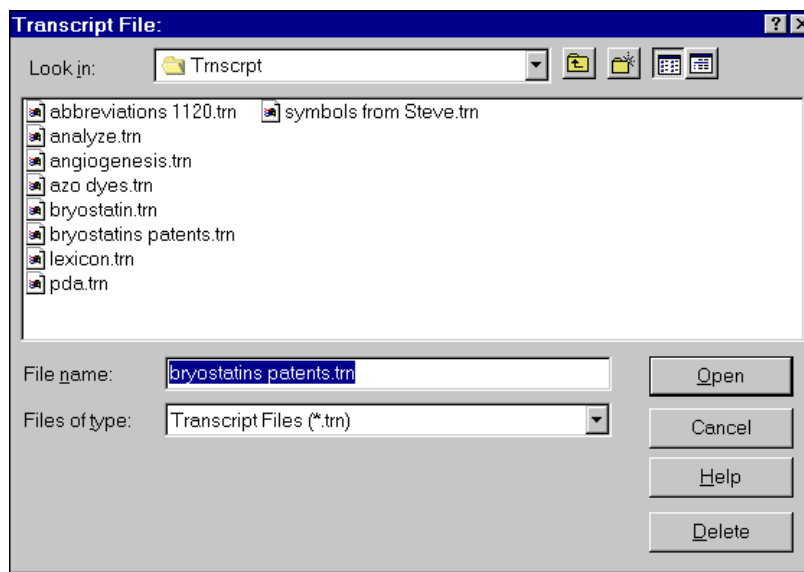 Transcript File:
Look in: Trnscrpt
abbreviations 1120.trn symbols from Steve.trn
analyze.trn
angiogenesis.trn
azo dyes.trn
bryostatin.trn
bryostatins patents.trn
lexicon.trn
pda.trn
File name: bryostatins patents.trn Open
Files of type: Transcript Files (*.trn) Cancel
Help
Delete